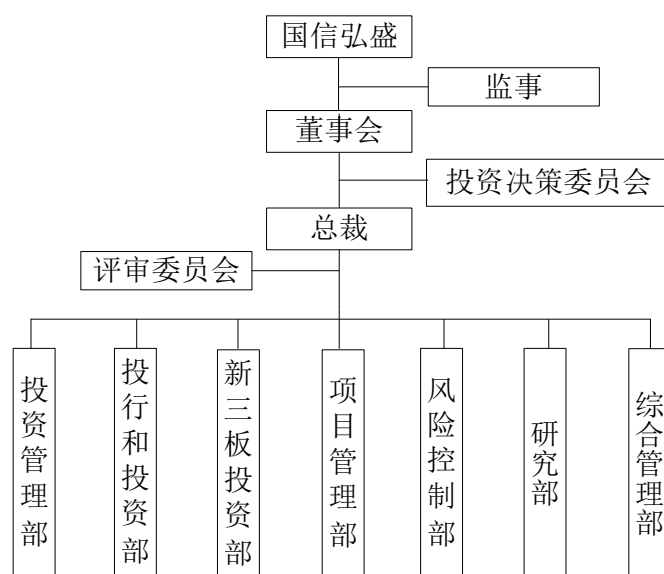 国信弘盛
监事
董事会
投资决策委员会
总裁
评审委员会
投资管理部
投行和投资部
新三板投资部
项目管理部
风险控制部
研究部
综合管理部